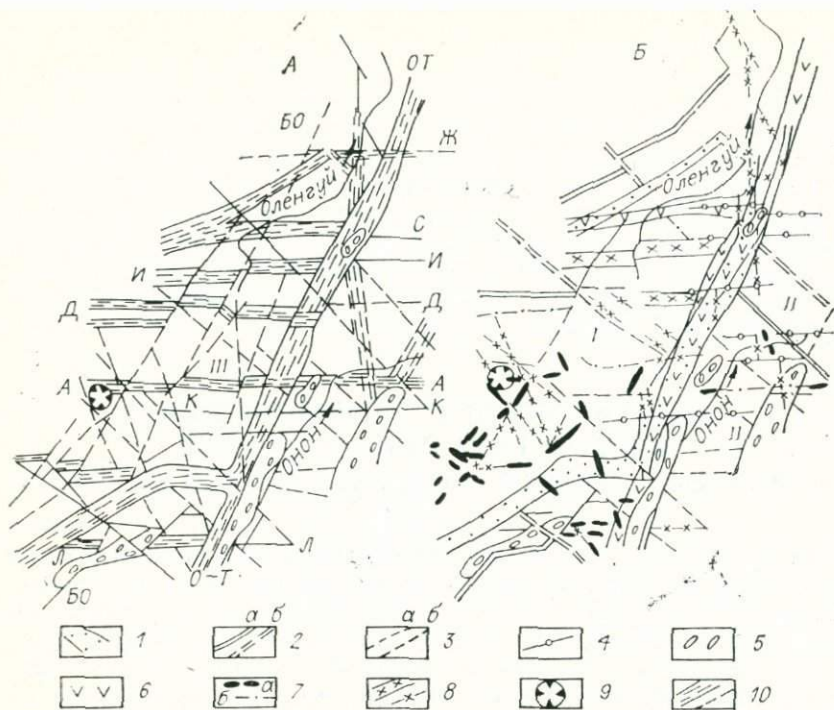 А
ОТ
Б
БО
Ж
Оленгуй
Оленгуй
С
И
И
Д
Д
II
I
III
А
А
К
К
Онон
Онон
II
Л
Л
О-Т
БО
а б
а б
1
2
3
4
5
6
б а 7
8
9
10